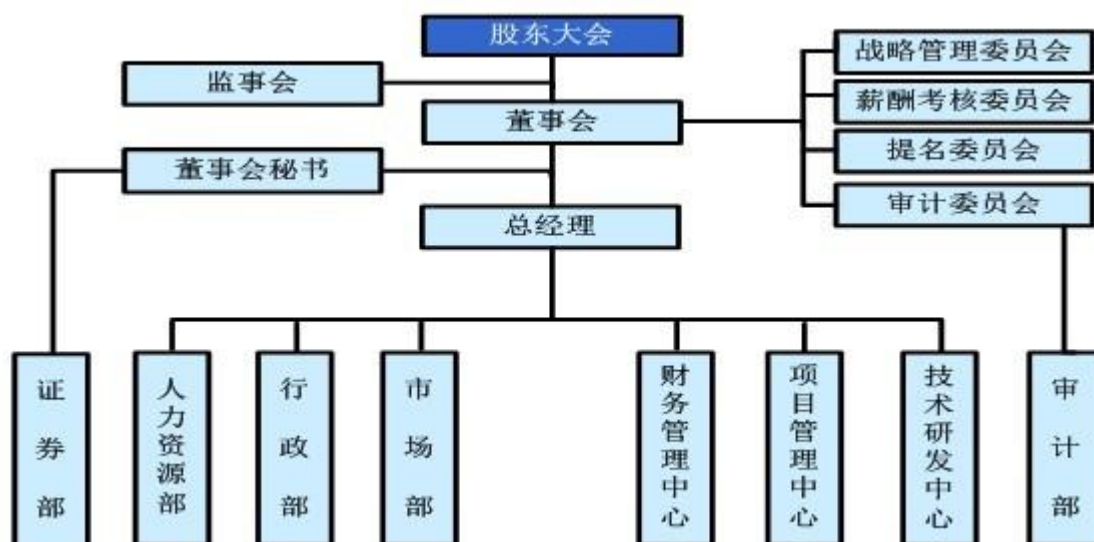 股东大会
监事会
董事会
战略管理委员会
薪酬考核委员会
提名委员会
审计委员会
董事会秘书
总经理
证券部
人力资源部
行政部
市场部
财务管理中心
项目管理中心
技术研发中心
审计部